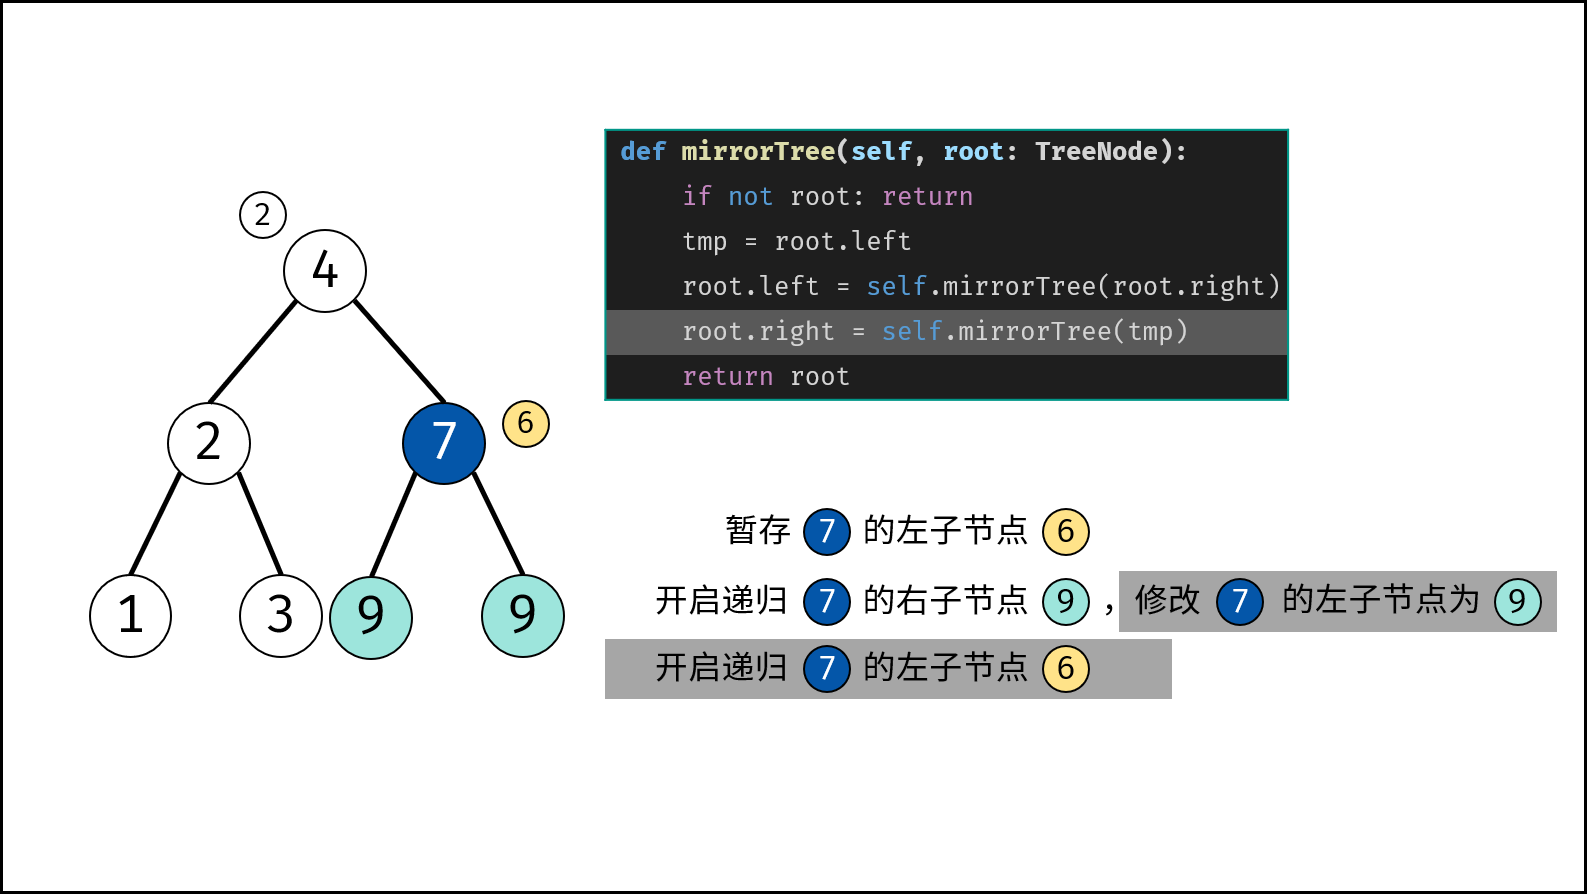 def mirrorTree(self, root: TreeNode):
if not root: return
tmp = root.left
root.left = self.mirrorTree(root.right)
root.right = self.mirrorTree(tmp)
return root
2
4
2
7
6
1
3
9
9
暂存 7 的左子节点 6
开启递归 7 的右子节点 9 ，修改 7 的左子节点为 9
开启递归 7 的左子节点 6